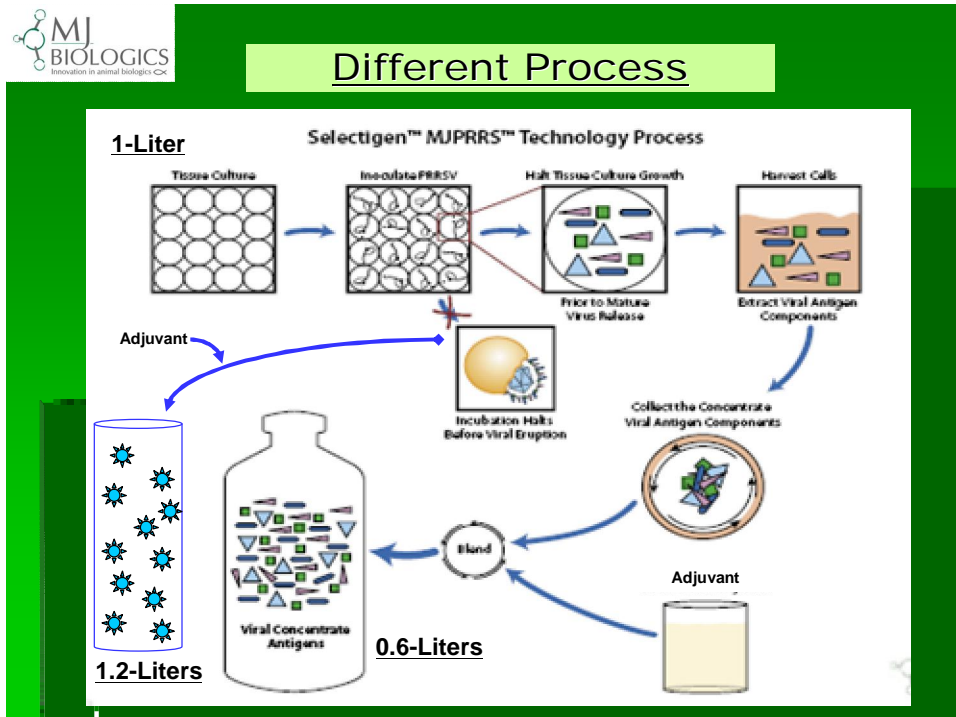 MJ
BIOLOGICS
Innovation in animal biologics
Different Process
1-Liter
Selectigen™ MJPRRS™ Technology Process
Tissue Culture
Inoculate PRRSV
Halt Tissue Culture Growth
Harvest Cells
Prior to Mature
Virus Release
Extract Viral Antigen
Components
Adjuvant
Incubation Halts
Before Viral Eruption
Collect the Concentrate
Viral Antigen Components
Blend
Adjuvant
Viral Concentrate
Antigens
0.6-Liters
1.2-Liters